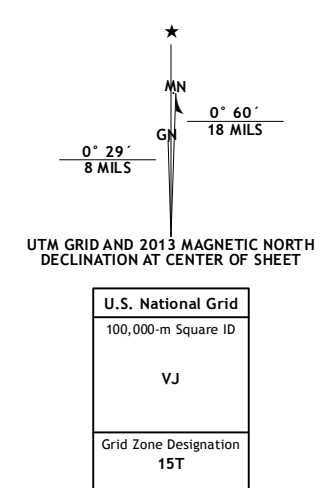 ★
MN
0° 60´
18 MILS
GN
0° 29´
8 MILS
UTM GRID AND 2013 MAGNETIC NORTH
DECLINATION AT CENTER OF SHEET
U.S. National Grid
100,000-m Square ID
VJ
Grid Zone Designation
15T